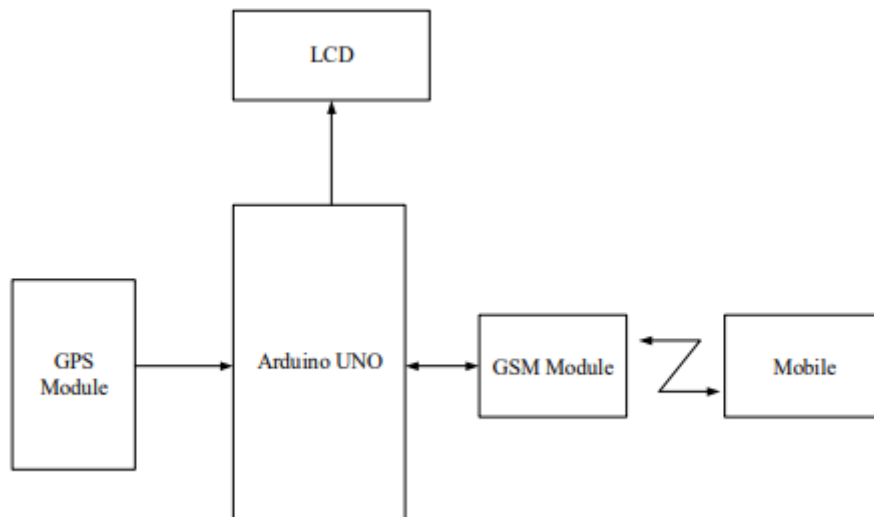 LCD
GPS
Module
Arduino UNO
GSM Module
Mobile